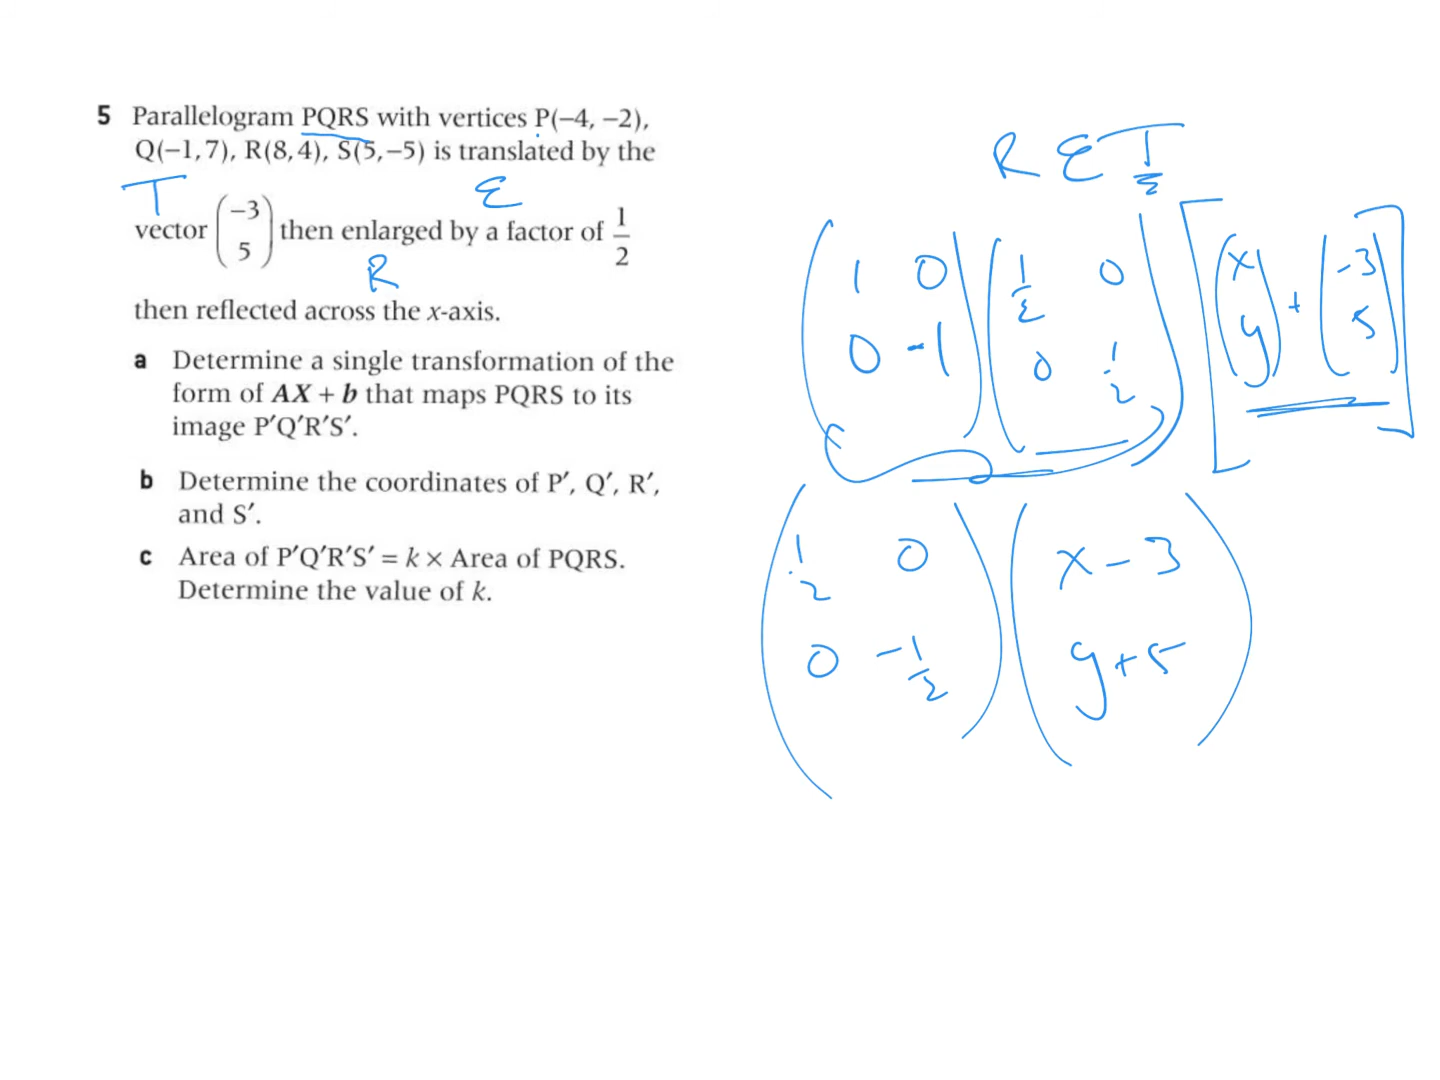 5 Parallelogram PQRS with vertices P(−4, −2),
Q(−1,7), R(8,4), S(5,−5) is translated by the
T
E
vector (−3 5) then enlarged by a factor of 1/2
R
then reflected across the x-axis.
a Determine a single transformation of the
form of AX + b that maps PQRS to its
image P′Q′R′S′.
b Determine the coordinates of P′, Q′, R′,
and S′.
c Area of P′Q′R′S′ = k × Area of PQRS.
Determine the value of k.
R E T
(1 0 0 -1) (1/2 0 0 1/2) [(x y) + (-3 5)]
(1/2 0 0 -1/2) (x-3 y+5)